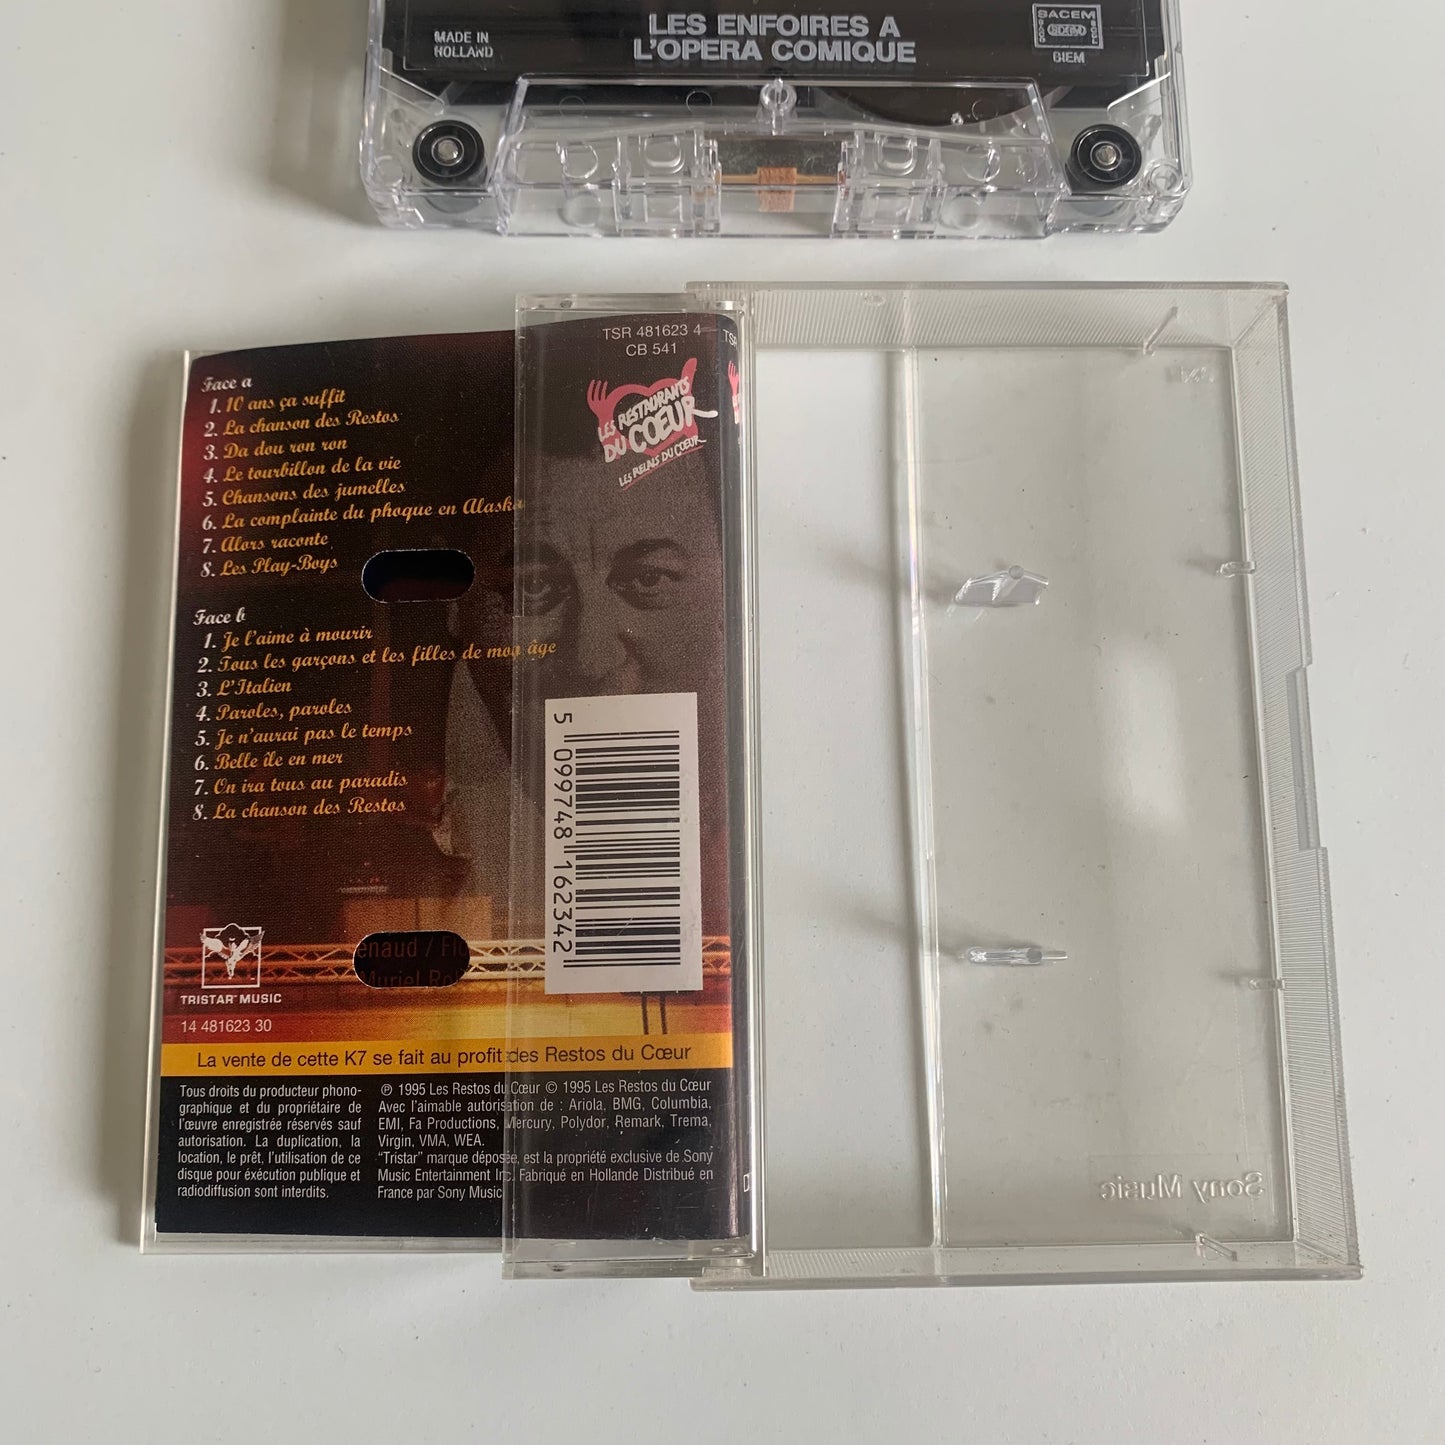 MADE IN
HOLLAND
LES ENFOIRES A
L'OPERA COMIQUE
SACEM
SDRM
BIEM
TSR 481623 4
CB 541
TSR
LES RESTAURANTS
DU CŒUR
LES RELAIS DU CŒUR
Face a
1. 10 ans ça suffit
2. La chanson des Restos
3. Da dou ron ron
4. Le tourbillon de la vie
5. Chansons des jumelles
6. La complainte du phoque en Alaska
7. Alors raconte
8. Les Play-Boys
Face b
1. Je l'aime à mourir
2. Tous les garçons et les filles de mon âge
3. L'Italien
4. Paroles, paroles
5. Je n'aurai pas le temps
6. Belle île en mer
7. On ira tous au paradis
8. La chanson des Restos
5 099748 162342
enaud / Flo
Muriel Rob
TRISTAR™ MUSIC
14 481623 30
La vente de cette K7 se fait au profit des Restos du Cœur
Tous droits du producteur phono-
graphique et du propriétaire de
l'œuvre enregistrée réservés sauf
autorisation. La duplication, la
location, le prêt, l'utilisation de ce
disque pour éxécution publique et
radiodiffusion sont interdits.
℗ 1995 Les Restos du Cœur © 1995 Les Restos du Cœur
Avec l'aimable autorisation de : Ariola, BMG, Columbia,
EMI, Fa Productions, Mercury, Polydor, Remark, Trema,
Virgin, VMA, WEA.
"Tristar" marque déposée, est la propriété exclusive de Sony
Music Entertainment Inc. Fabriqué en Hollande Distribué en
France par Sony Music
Sony Music